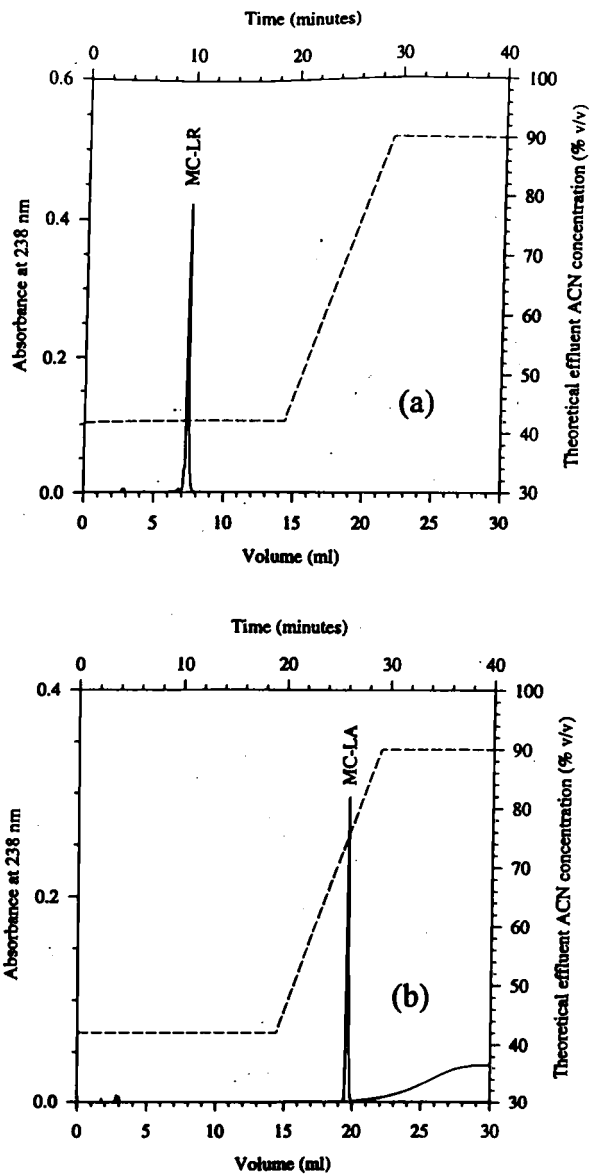 Time (minutes)
0 10 20 30 40
0.6 100
90
80
0.4 70
60
0.2 50
40
0.0 30
MC-LR
Absorbance at 238 nm
Theoretical effluent ACN concentration (% v/v)
(a)
0 5 10 15 20 25 30
Volume (ml)
Time (minutes)
0 10 20 30 40
0.4 100
90
80
0.2 70
60
50
40
0.0 30
MC-LA
Absorbance at 238 nm
Theoretical effluent ACN concentration (% v/v)
(b)
0 5 10 15 20 25 30
Volume (ml)